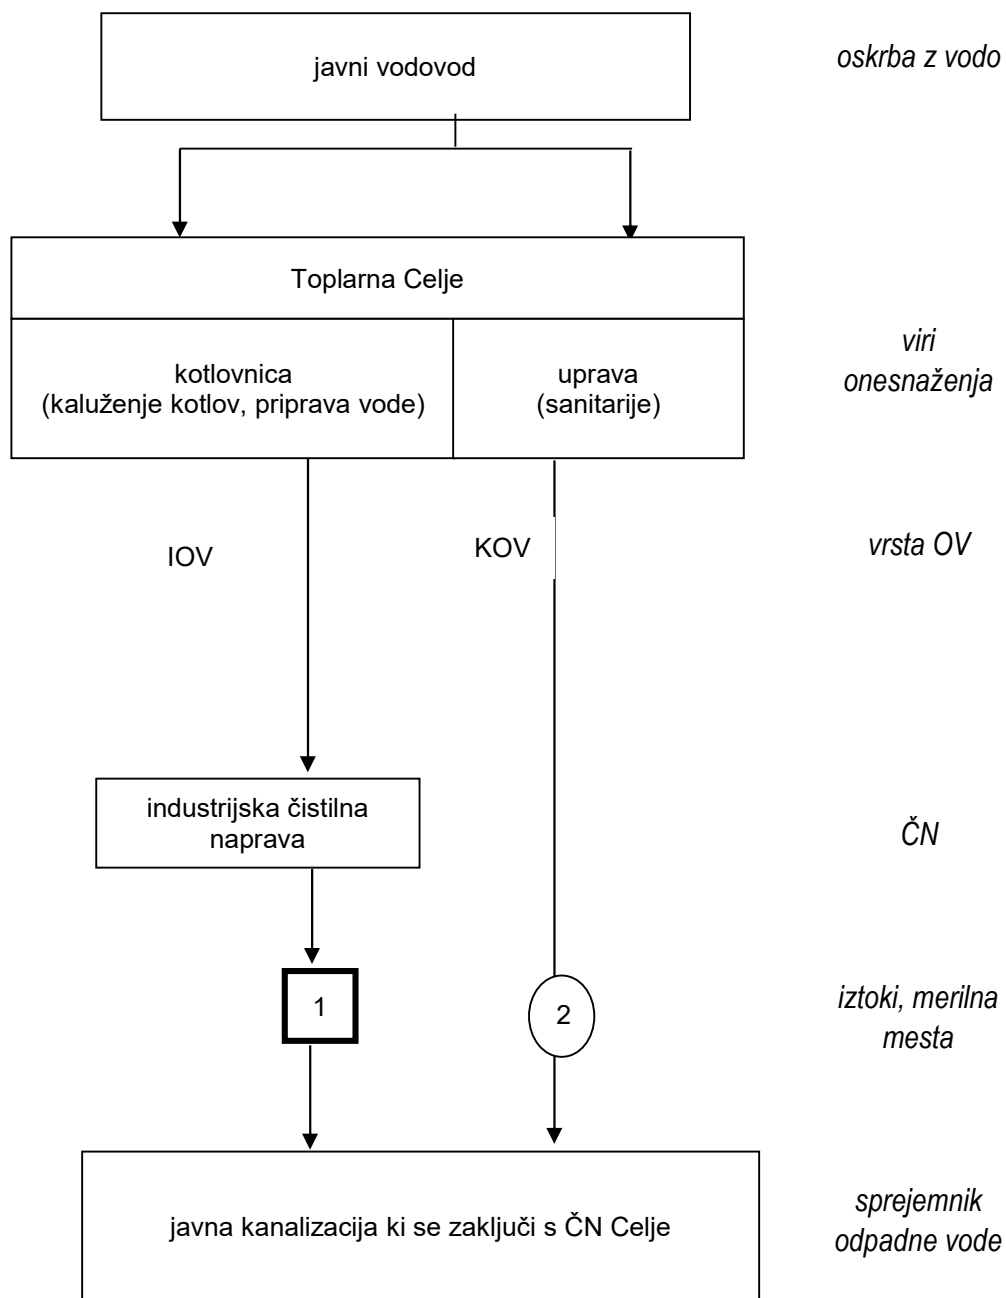 javni vodovod
oskrba z vodo
Toplarna Celje
kotlovnica
(kaluženje kotlov, priprava vode)
uprava
(sanitarije)
viri
onesnaženja
IOV
KOV
vrsta OV
industrijska čistilna
naprava
ČN
1
2
iztoki, merilna
mesta
javna kanalizacija ki se zaključi s ČN Celje
sprejemnik
odpadne vode